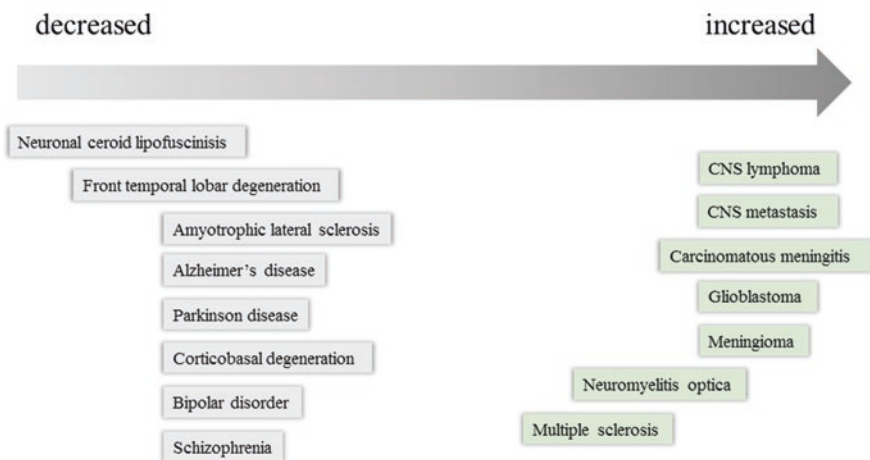 decreased
increased
Neuronal ceroid lipofuscinisis
Front temporal lobar degeneration
Amyotrophic lateral sclerosis
Alzheimer's disease
Parkinson disease
Corticobasal degeneration
Bipolar disorder
Schizophrenia
CNS lymphoma
CNS metastasis
Carcinomatous meningitis
Glioblastoma
Meningioma
Neuromyelitis optica
Multiple sclerosis